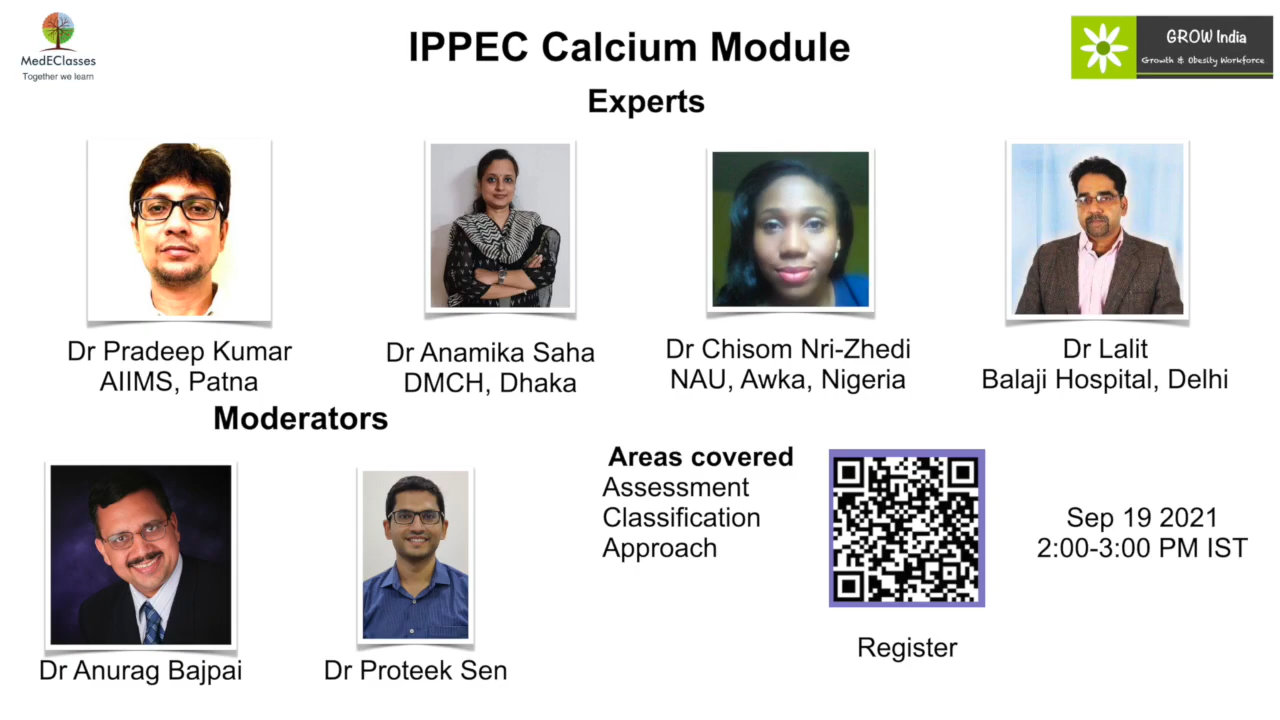 MedEClasses
Together we learn
IPPEC Calcium Module
GROW India
Growth & Obesity Workforce
Experts
Dr Pradeep Kumar
AIIMS, Patna
Dr Anamika Saha
DMCH, Dhaka
Dr Chisom Nri-Zhedi
NAU, Awka, Nigeria
Dr Lalit
Balaji Hospital, Delhi
Moderators
Dr Anurag Bajpai
Dr Proteek Sen
Areas covered
Assessment
Classification
Approach
Register
Sep 19 2021
2:00-3:00 PM IST